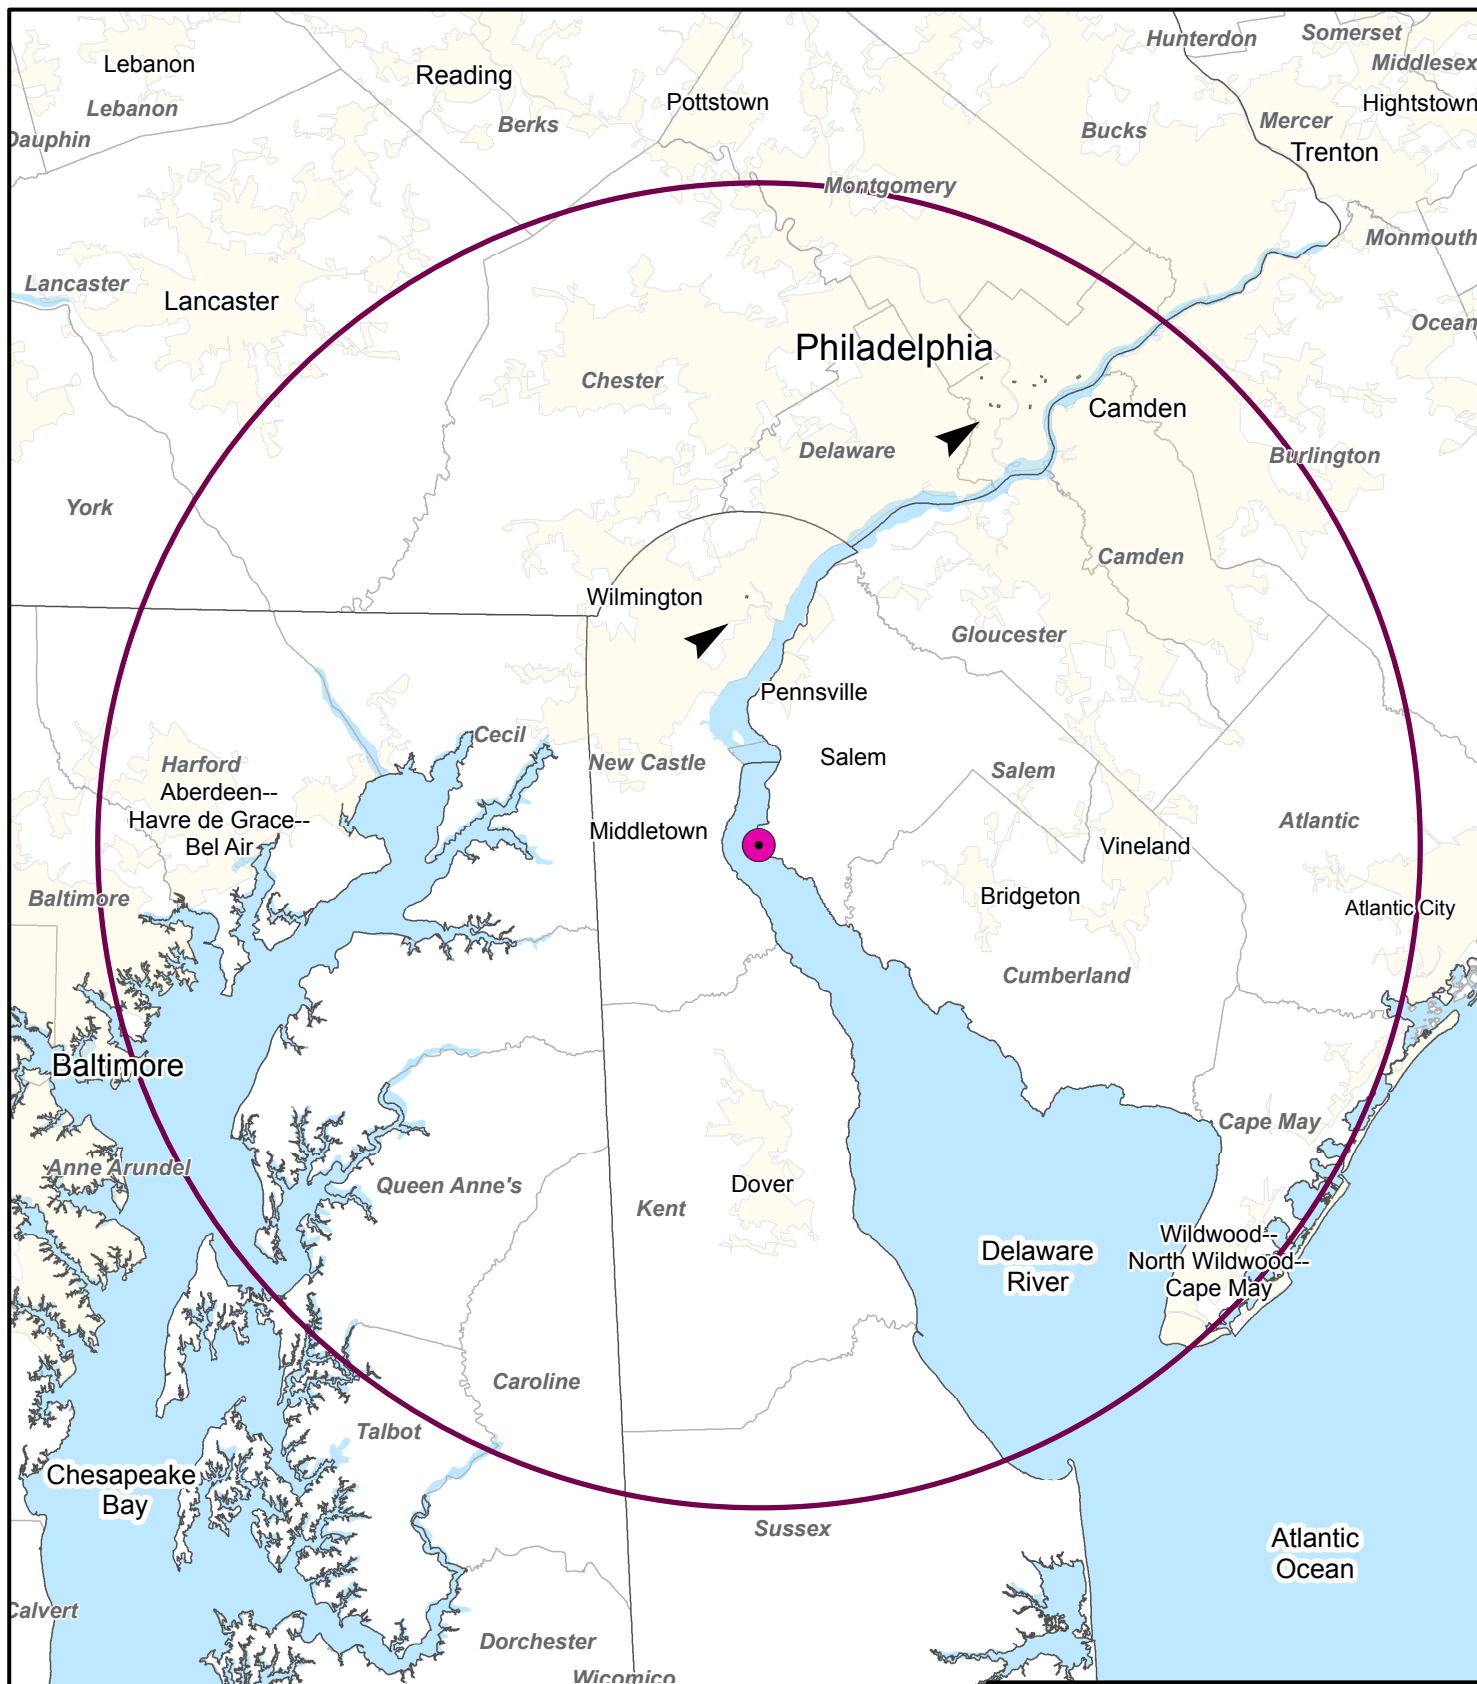 Hunterdon
Somerset
Lebanon
Reading
Middlesex
Pottstown
Hightstown
Lebanon
Berks
Mercer
Bucks
Dauphin
Trenton
Montgomery
Monmouth
Lancaster
Lancaster
Ocean
Philadelphia
Chester
Camden
Delaware
Burlington
York
Camden
Wilmington
Gloucester
Pennsville
Cecil
New Castle
Salem
Salem
Harford
Aberdeen--
Havre de Grace--
Bel Air
Middletown
Atlantic
Vineland
Baltimore
Bridgeton
Atlantic City
Cumberland
Baltimore
Cape May
Anne Arundel
Queen Anne's
Dover
Kent
Wildwood--
North Wildwood--
Cape May
Delaware
River
Caroline
Talbot
Chesapeake
Bay
Sussex
Atlantic
Ocean
Calvert
Dorchester
Wicomico